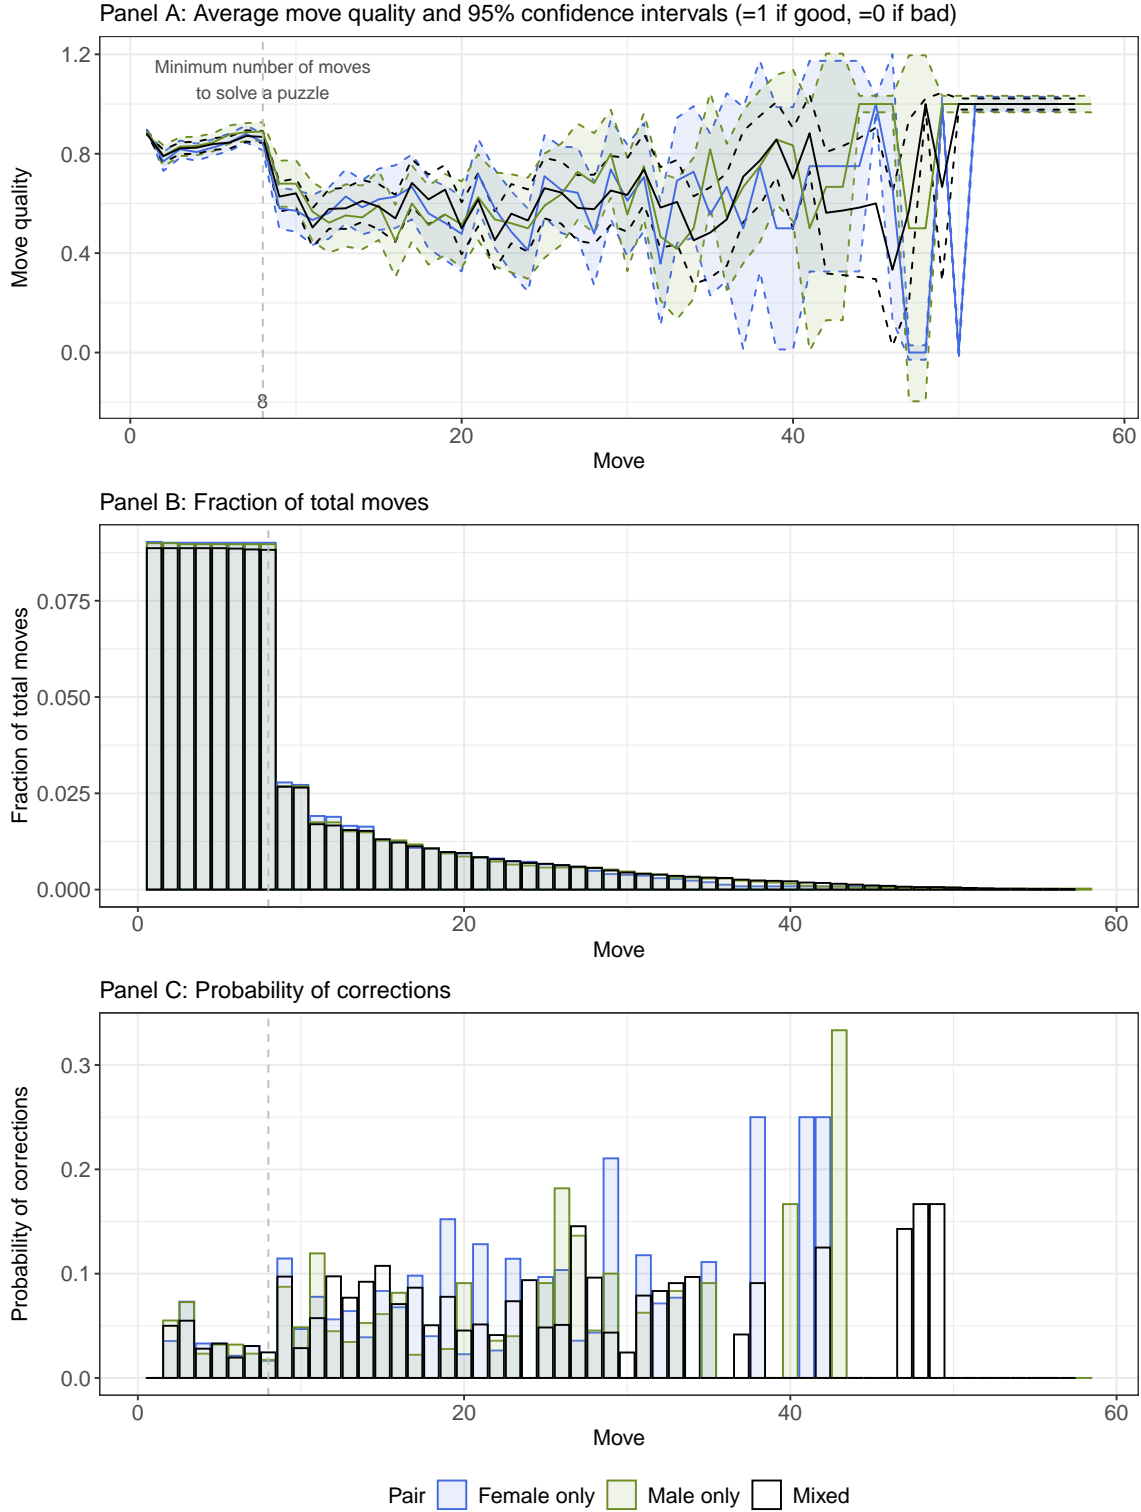 Panel A: Average move quality and 95% confidence intervals (=1 if good, =0 if bad)
Move quality
1.2
0.8
0.4
0.0
Minimum number of moves
to solve a puzzle
8
0
20
40
60
Move
Panel B: Fraction of total moves
Fraction of total moves
0.075
0.050
0.025
0.000
0
20
40
60
Move
Panel C: Probability of corrections
Probability of corrections
0.3
0.2
0.1
0.0
0
20
40
60
Move
Pair Female only Male only Mixed